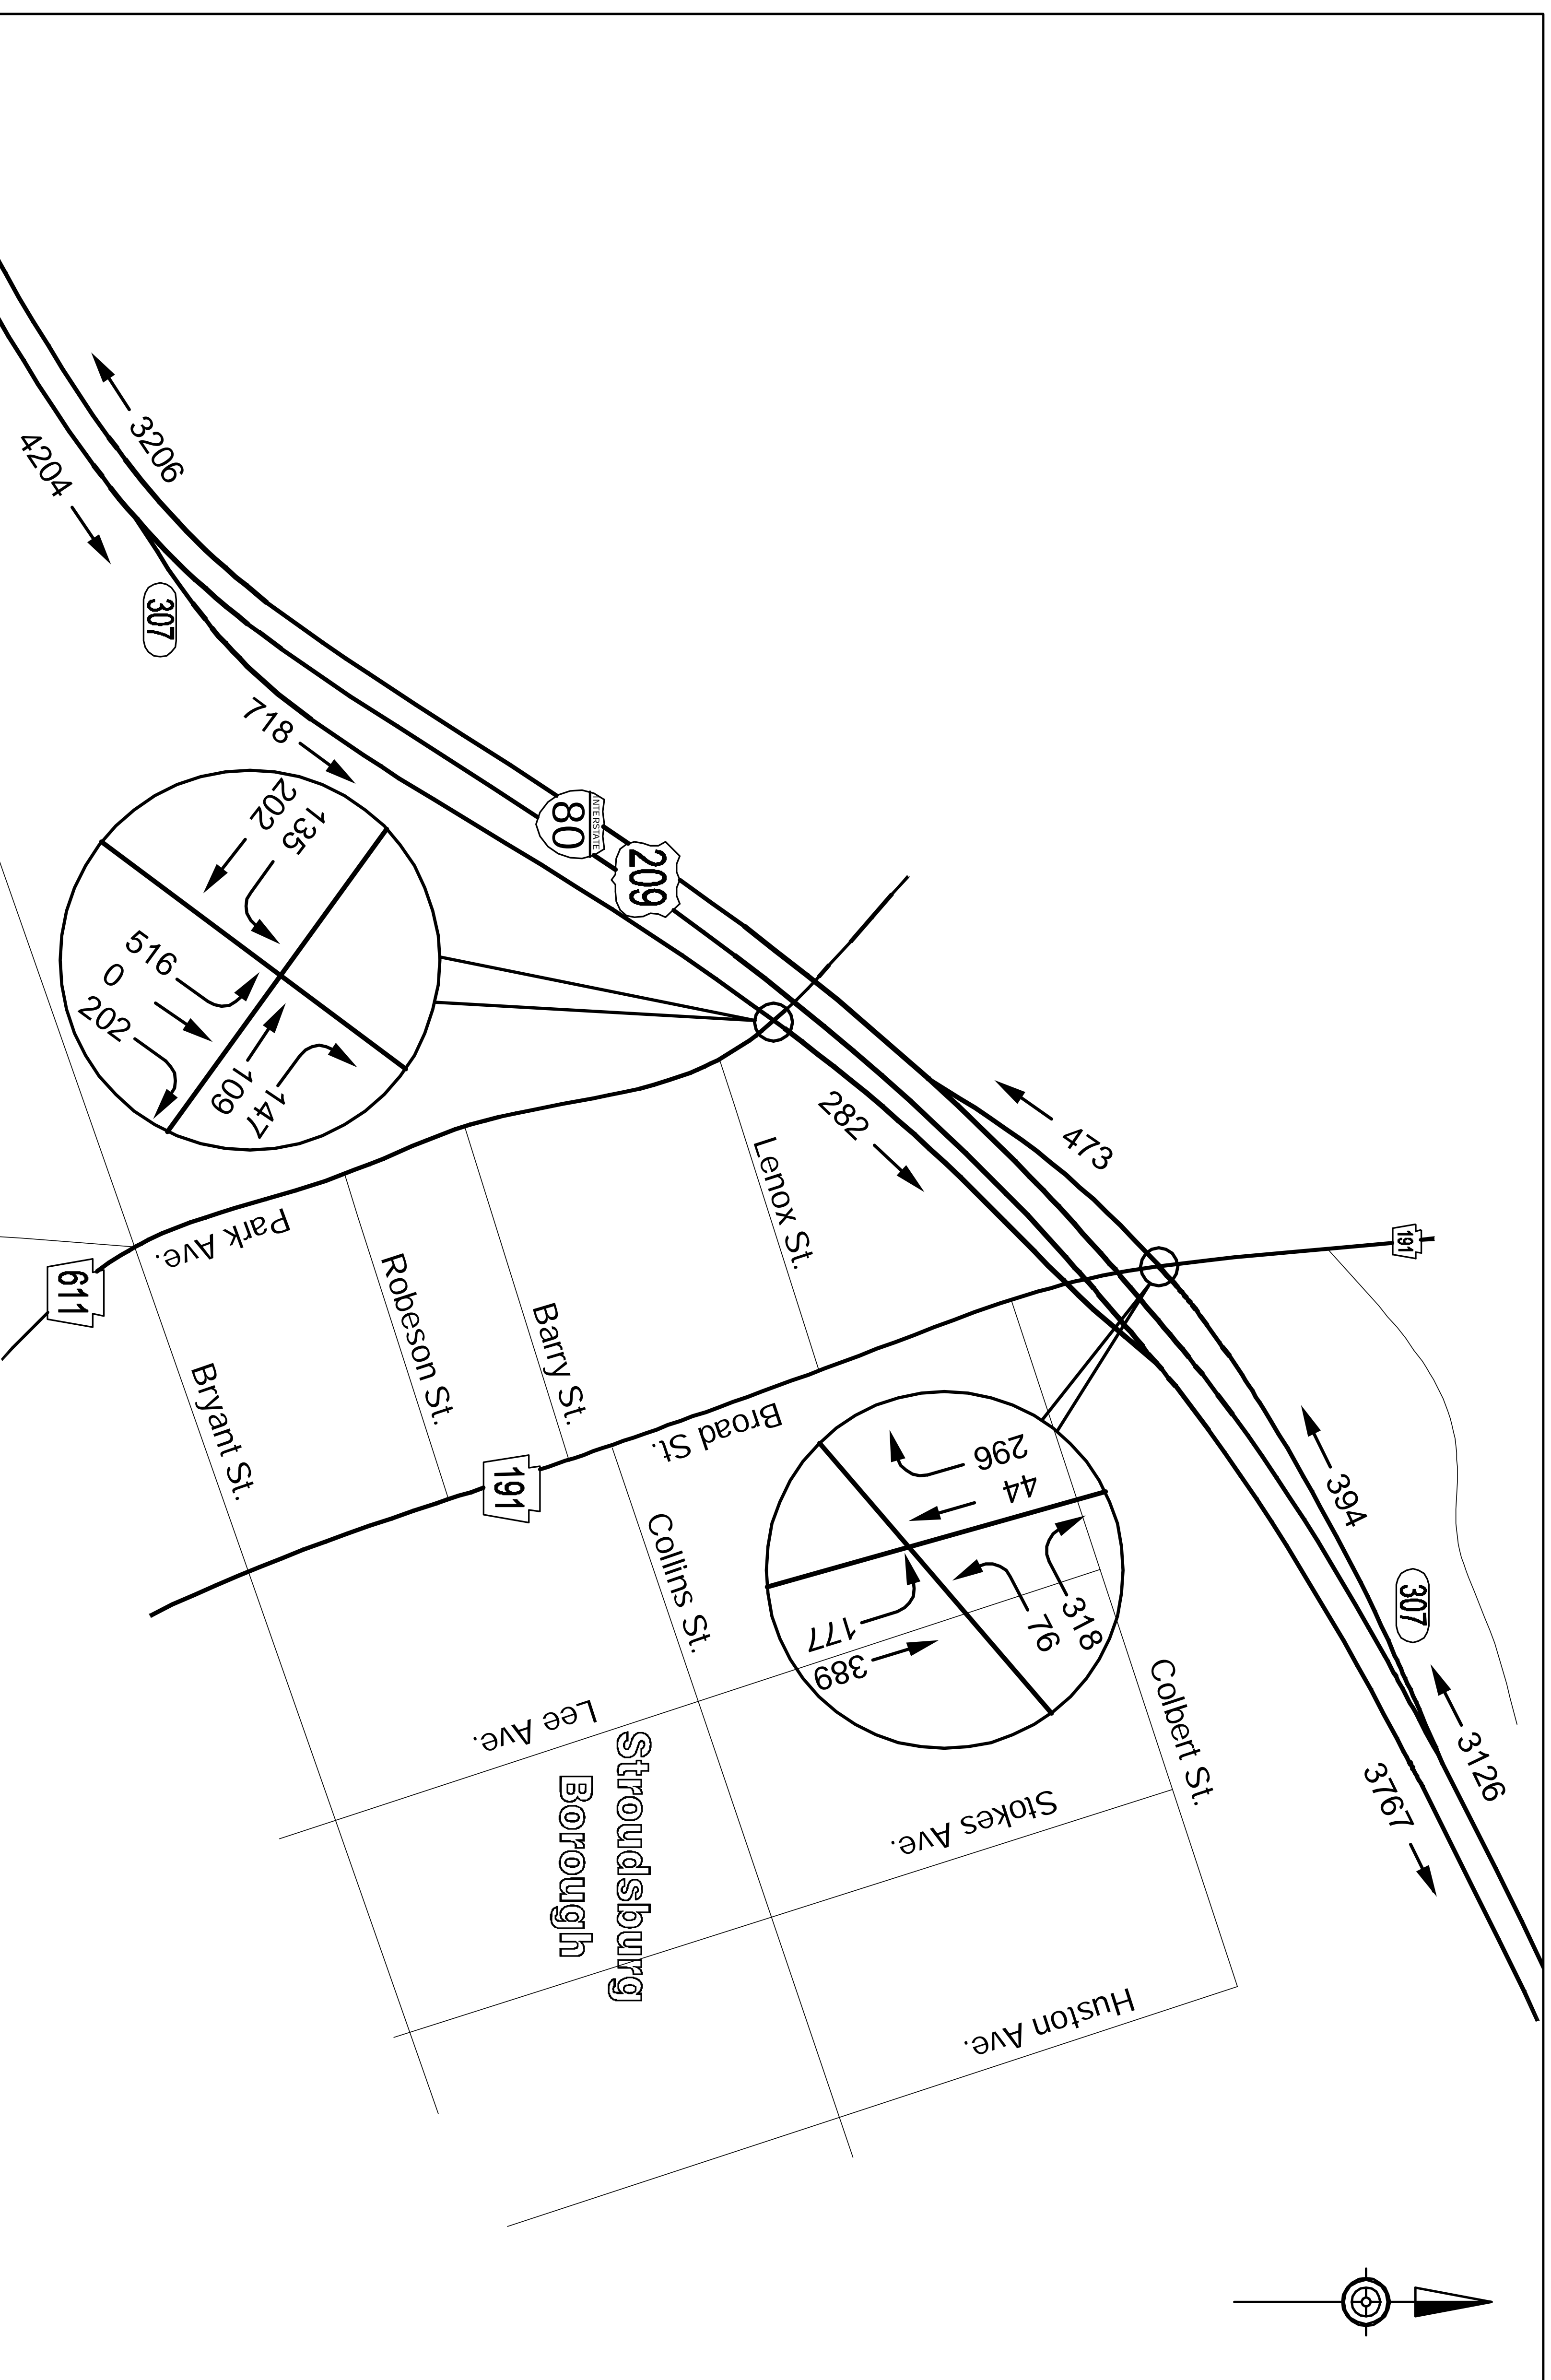 3206
4204
307
718
INTERSTATE
80
209
135
202
516
0
202
109
147
282
473
191
Lenox St.
Park Ave.
611
Robeson St.
Barry St.
Bryant St.
Broad St.
191
296
44
318
76
177
389
394
307
Collins St.
Colbert St.
Lee Ave.
3126
3767
Stroudsburg
Borough
Stokes Ave.
Huston Ave.